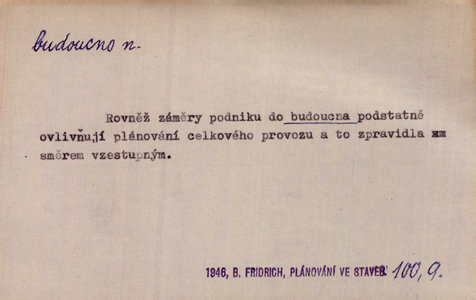 budoucno n.
Rovněž záměry podniku do budoucna podstatně
ovlivňují plánování celkového provozu a to zpravidla sm
směrem vzestupným.
1946, B. FRIDRICH, PLÁNOVÁNÍ VE STAVEB. 100, 9.